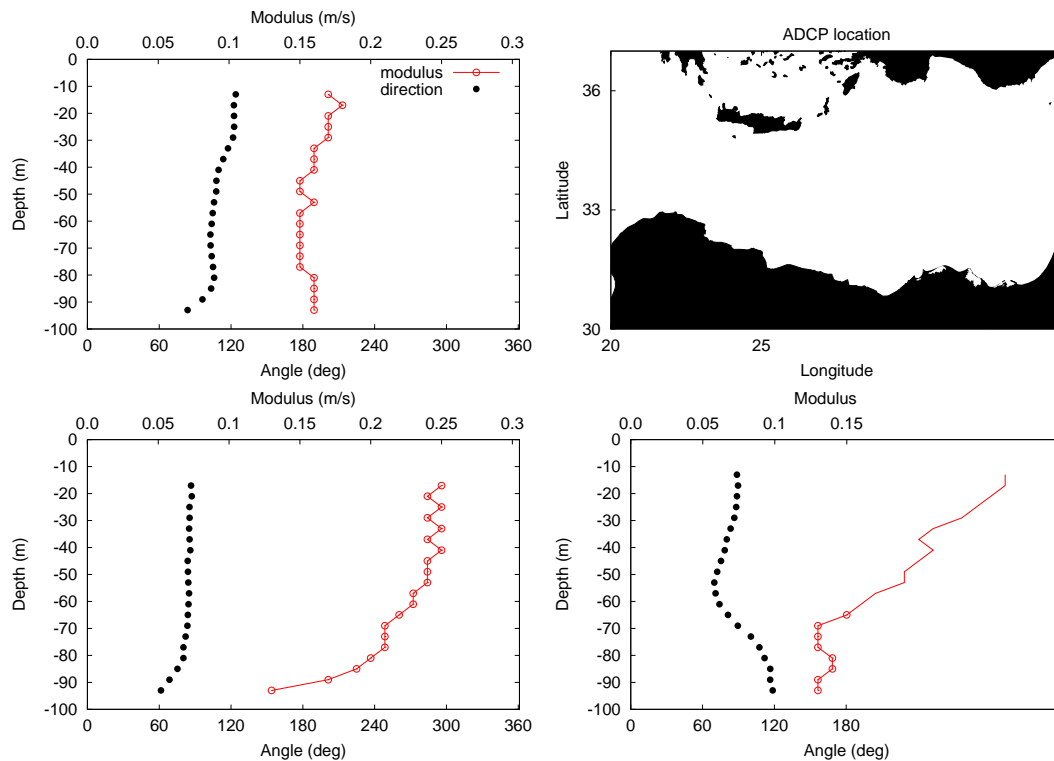 Modulus (m/s)
0.0 0.05 0.1 0.15 0.2 0.25 0.3
0
-10
-20
-30
-40
-50
-60
-70
-80
-90
-100
Depth (m)
modulus
direction
0 60 120 180 240 300 360
Angle (deg)
ADCP location
36
33
30
Latitude
20 25
Longitude
Modulus (m/s)
0.0 0.05 0.1 0.15 0.2 0.25 0.3
0
-10
-20
-30
-40
-50
-60
-70
-80
-90
-100
Depth (m)
0 60 120 180 240 300 360
Angle (deg)
Modulus
0.0 0.05 0.1 0.15
0
-10
-20
-30
-40
-50
-60
-70
-80
-90
-100
Depth (m)
0 60 120 180
Angle (deg)